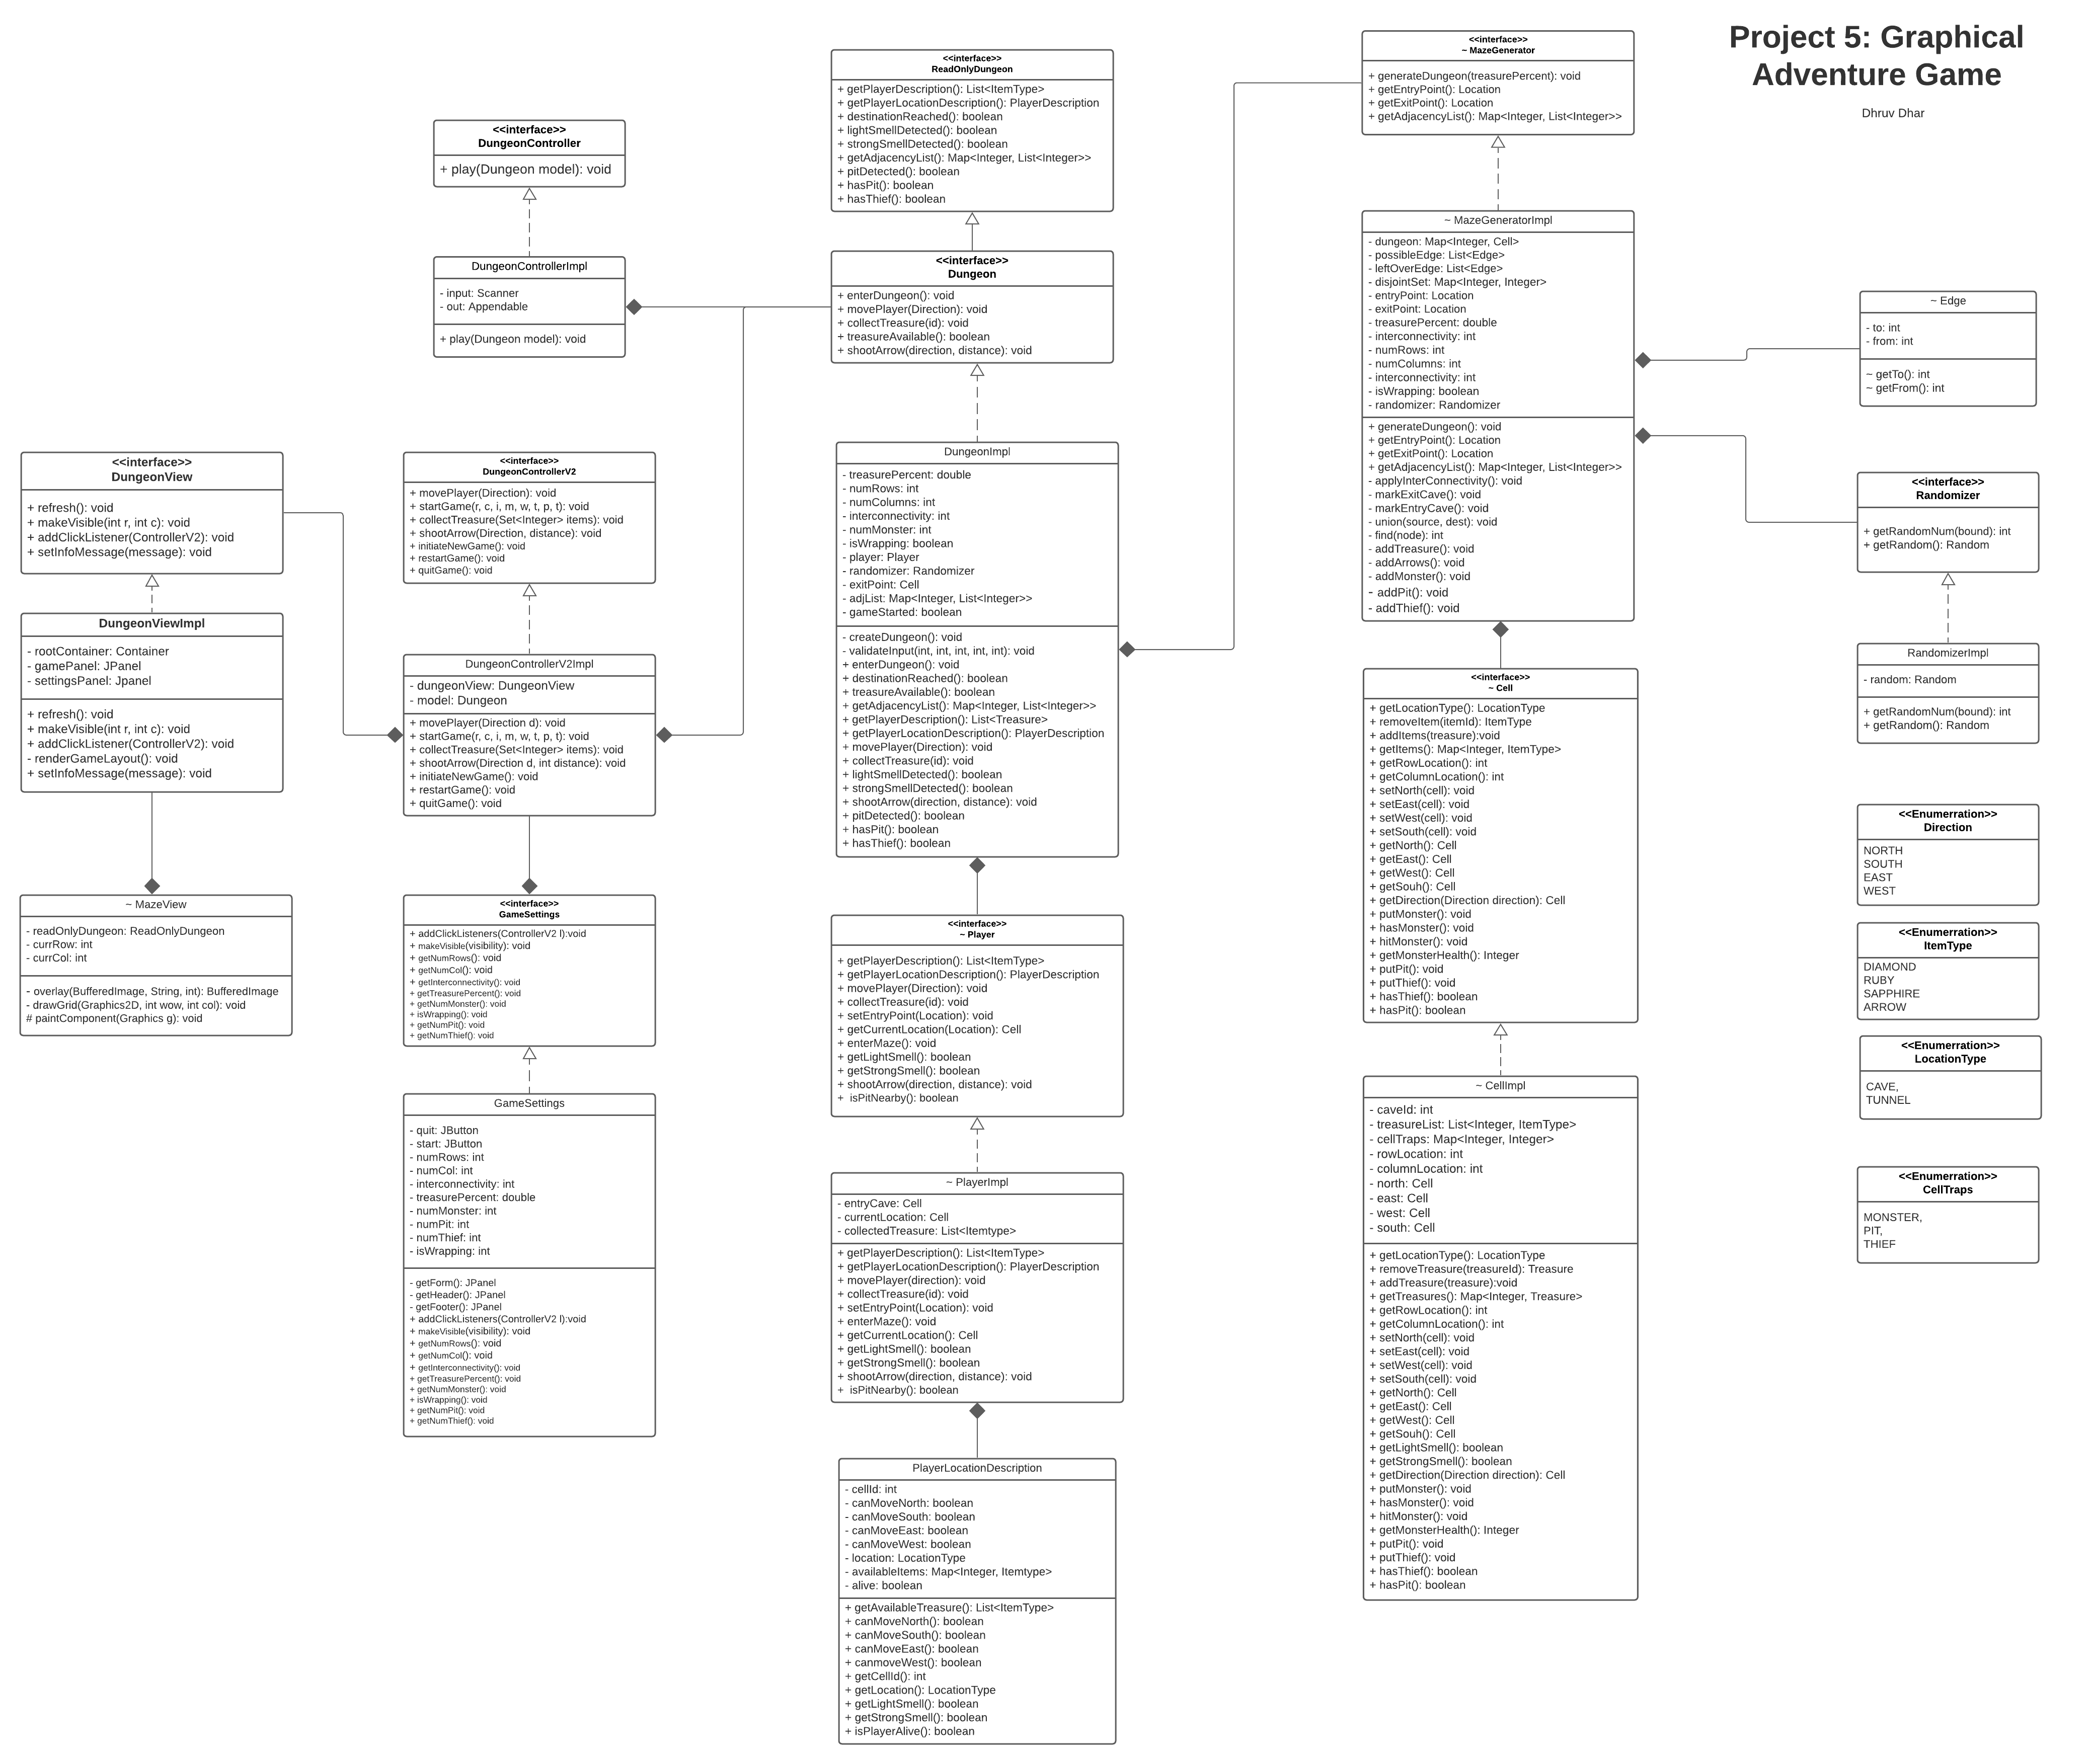 Project 5: Graphical
Adventure Game
Dhruv Dhar
<<interface>>
DungeonView
+ refresh(): void
+ makeVisible(int r, int c): void
+ addClickListener(ControllerV2): void
+ setInfoMessage(message): void
DungeonViewImpl
- rootContainer: Container
- gamePanel: JPanel
- settingsPanel: Jpanel
+ refresh(): void
+ makeVisible(int r, int c): void
+ addClickListener(ControllerV2): void
- renderGameLayout(): void
+ setInfoMessage(message): void
~ MazeView
- readOnlyDungeon: ReadOnlyDungeon
- currRow: int
- currCol: int
- overlay(BufferedImage, String, int): BufferedImage
- drawGrid(Graphics2D, int wow, int col): void
# paintComponent(Graphics g): void
<<interface>>
DungeonController
+ play(Dungeon model): void
DungeonControllerImpl
- input: Scanner
- out: Appendable
+ play(Dungeon model): void
<<interface>>
DungeonControllerV2
+ movePlayer(Direction): void
+ startGame(r, c, i, m, w, t, p, t): void
+ collectTreasure(Set<Integer> items): void
+ shootArrow(Direction, distance): void
+ initiateNewGame(): void
+ restartGame(): void
+ quitGame(): void
DungeonControllerV2Impl
- dungeonView: DungeonView
- model: Dungeon
+ movePlayer(Direction d): void
+ startGame(r, c, i, m, w, t, p, t): void
+ collectTreasure(Set<Integer> items): void
+ shootArrow(Direction d, int distance): void
+ initiateNewGame(): void
+ restartGame(): void
+ quitGame(): void
<<interface>>
GameSettings
+ addClickListeners(ControllerV2 l):void
+ makeVisible(visibility): void
+ getNumRows(): void
+ getNumCol(): void
+ getInterconnectivity(): void
+ getTreasurePercent(): void
+ getNumMonster(): void
+ isWrapping(): void
+ getNumPit(): void
+ getNumThief(): void
GameSettings
- quit: JButton
- start: JButton
- numRows: int
- numCol: int
- interconnectivity: int
- treasurePercent: double
- numMonster: int
- numPit: int
- numThief: int
- isWrapping: int
- getForm(): JPanel
- getHeader(): JPanel
- getFooter(): JPanel
+ addClickListeners(ControllerV2 l):void
+ makeVisible(visibility): void
+ getNumRows(): void
+ getNumCol(): void
+ getInterconnectivity(): void
+ getTreasurePercent(): void
+ getNumMonster(): void
+ isWrapping(): void
+ getNumPit(): void
+ getNumThief(): void
<<interface>>
ReadOnlyDungeon
+ getPlayerDescription(): List<ItemType>
+ getPlayerLocationDescription(): PlayerDescription
+ destinationReached(): boolean
+ lightSmellDetected(): boolean
+ strongSmellDetected(): boolean
+ getAdjacencyList(): Map<Integer, List<Integer>>
+ pitDetected(): boolean
+ hasPit(): boolean
+ hasThief(): boolean
<<interface>>
Dungeon
+ enterDungeon(): void
+ movePlayer(Direction): void
+ collectTreasure(id): void
+ treasureAvailable(): boolean
+ shootArrow(direction, distance): void
DungeonImpl
- treasurePercent: double
- numRows: int
- numColumns: int
- interconnectivity: int
- numMonster: int
- isWrapping: boolean
- player: Player
- randomizer: Randomizer
- exitPoint: Cell
- adjList: Map<Integer, List<Integer>>
- gameStarted: boolean
- createDungeon(): void
- validateInput(int, int, int, int, int): void
+ enterDungeon(): void
+ destinationReached(): boolean
+ treasureAvailable(): boolean
+ getAdjacencyList(): Map<Integer, List<Integer>>
+ getPlayerDescription(): List<Treasure>
+ getPlayerLocationDescription(): PlayerDescription
+ movePlayer(Direction): void
+ collectTreasure(id): void
+ lightSmellDetected(): boolean
+ strongSmellDetected(): boolean
+ shootArrow(direction, distance): void
+ pitDetected(): boolean
+ hasPit(): boolean
+ hasThief(): boolean
<<interface>>
~ Player
+ getPlayerDescription(): List<ItemType>
+ getPlayerLocationDescription(): PlayerDescription
+ movePlayer(Direction): void
+ collectTreasure(id): void
+ setEntryPoint(Location): void
+ getCurrentLocation(Location): Cell
+ enterMaze(): void
+ getLightSmell(): boolean
+ getStrongSmell(): boolean
+ shootArrow(direction, distance): void
+ isPitNearby(): boolean
~ PlayerImpl
- entryCave: Cell
- currentLocation: Cell
- collectedTreasure: List<Itemtype>
+ getPlayerDescription(): List<ItemType>
+ getPlayerLocationDescription(): PlayerDescription
+ movePlayer(direction): void
+ collectTreasure(id): void
+ setEntryPoint(Location): void
+ enterMaze(): void
+ getCurrentLocation(): Cell
+ getLightSmell(): boolean
+ getStrongSmell(): boolean
+ shootArrow(direction, distance): void
+ isPitNearby(): boolean
PlayerLocationDescription
- cellId: int
- canMoveNorth: boolean
- canMoveSouth: boolean
- canMoveEast: boolean
- canMoveWest: boolean
- location: LocationType
- availableItems: Map<Integer, Itemtype>
- alive: boolean
+ getAvailableTreasure(): List<ItemType>
+ canMoveNorth(): boolean
+ canMoveSouth(): boolean
+ canMoveEast(): boolean
+ canmoveWest(): boolean
+ getCellId(): int
+ getLocation(): LocationType
+ getLightSmell(): boolean
+ getStrongSmell(): boolean
+ isPlayerAlive(): boolean
<<interface>>
~ MazeGenerator
+ generateDungeon(treasurePercent): void
+ getEntryPoint(): Location
+ getExitPoint(): Location
+ getAdjacencyList(): Map<Integer, List<Integer>>
~ MazeGeneratorImpl
- dungeon: Map<Integer, Cell>
- possibleEdge: List<Edge>
- leftOverEdge: List<Edge>
- disjointSet: Map<Integer, Integer>
- entryPoint: Location
- exitPoint: Location
- treasurePercent: double
- interconnectivity: int
- numRows: int
- numColumns: int
- interconnectivity: int
- isWrapping: boolean
- randomizer: Randomizer
+ generateDungeon(): void
+ getEntryPoint(): Location
+ getExitPoint(): Location
+ getAdjacencyList(): Map<Integer, List<Integer>>
- applyInterConnectivity(): void
- markExitCave(): void
- markEntryCave(): void
- union(source, dest): void
- find(node): int
- addTreasure(): void
- addArrows(): void
- addMonster(): void
- addPit(): void
- addThief(): void
<<interface>>
~ Cell
+ getLocationType(): LocationType
+ removeItem(itemId): ItemType
+ addItems(treasure):void
+ getItems(): Map<Integer, ItemType>
+ getRowLocation(): int
+ getColumnLocation(): int
+ setNorth(cell): void
+ setEast(cell): void
+ setWest(cell): void
+ setSouth(cell): void
+ getNorth(): Cell
+ getEast(): Cell
+ getWest(): Cell
+ getSouh(): Cell
+ getDirection(Direction direction): Cell
+ putMonster(): void
+ hasMonster(): void
+ hitMonster(): void
+ getMonsterHealth(): Integer
+ putPit(): void
+ putThief(): void
+ hasThief(): boolean
+ hasPit(): boolean
~ CellImpl
- caveId: int
- treasureList: List<Integer, ItemType>
- cellTraps: Map<Integer, Integer>
- rowLocation: int
- columnLocation: int
- north: Cell
- east: Cell
- west: Cell
- south: Cell
+ getLocationType(): LocationType
+ removeTreasure(treasureId): Treasure
+ addTreasure(treasure):void
+ getTreasures(): Map<Integer, Treasure>
+ getRowLocation(): int
+ getColumnLocation(): int
+ setNorth(cell): void
+ setEast(cell): void
+ setWest(cell): void
+ setSouth(cell): void
+ getNorth(): Cell
+ getEast(): Cell
+ getWest(): Cell
+ getSouh(): Cell
+ getLightSmell(): boolean
+ getStrongSmell(): boolean
+ getDirection(Direction direction): Cell
+ putMonster(): void
+ hasMonster(): void
+ hitMonster(): void
+ getMonsterHealth(): Integer
+ putPit(): void
+ putThief(): void
+ hasThief(): boolean
+ hasPit(): boolean
~ Edge
- to: int
- from: int
~ getTo(): int
~ getFrom(): int
<<interface>>
Randomizer
+ getRandomNum(bound): int
+ getRandom(): Random
RandomizerImpl
- random: Random
+ getRandomNum(bound): int
+ getRandom(): Random
<<Enumerration>>
Direction
NORTH
SOUTH
EAST
WEST
<<Enumerration>>
ItemType
DIAMOND
RUBY
SAPPHIRE
ARROW
<<Enumerration>>
LocationType
CAVE,
TUNNEL
<<Enumerration>>
CellTraps
MONSTER,
PIT,
THIEF